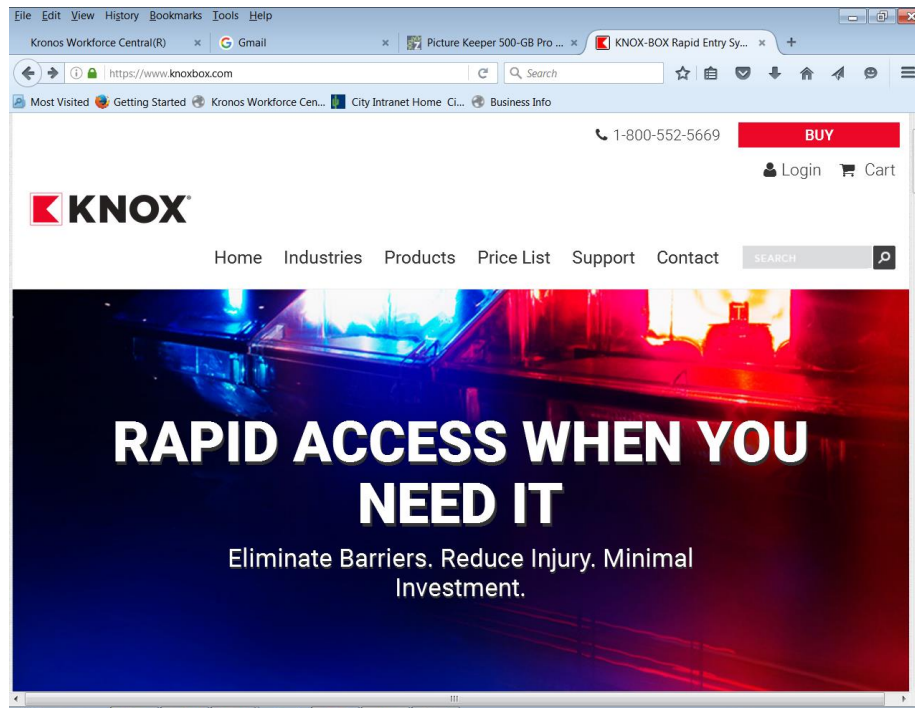 File Edit View History Bookmarks Tools Help
Kronos Workforce Central(R) × G Gmail × Picture Keeper 500-GB Pro ... × KNOX-BOX Rapid Entry Sy... × +
https://www.knoxbox.com Search
Most Visited Getting Started Kronos Workforce Cen... City Intranet Home Ci... Business Info
1-800-552-5669 BUY
Login Cart
KNOX®
Home Industries Products Price List Support Contact SEARCH
RAPID ACCESS WHEN YOU
NEED IT
Eliminate Barriers. Reduce Injury. Minimal
Investment.